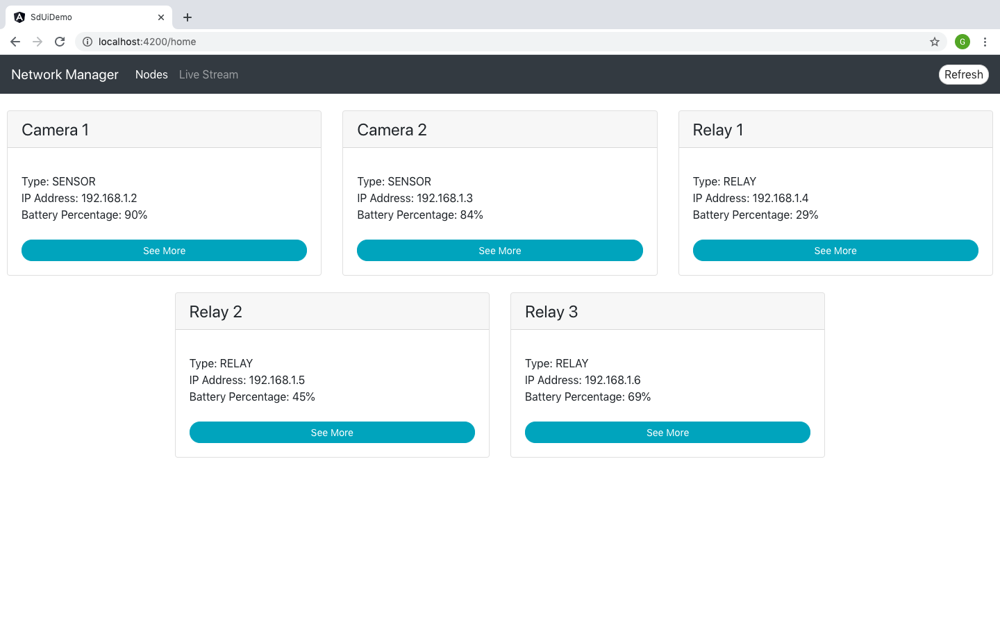 SdUiDemo
localhost:4200/home
G
Network Manager Nodes Live Stream Refresh
Camera 1
Type: SENSOR
IP Address: 192.168.1.2
Battery Percentage: 90%
See More
Camera 2
Type: SENSOR
IP Address: 192.168.1.3
Battery Percentage: 84%
See More
Relay 1
Type: RELAY
IP Address: 192.168.1.4
Battery Percentage: 29%
See More
Relay 2
Type: RELAY
IP Address: 192.168.1.5
Battery Percentage: 45%
See More
Relay 3
Type: RELAY
IP Address: 192.168.1.6
Battery Percentage: 69%
See More